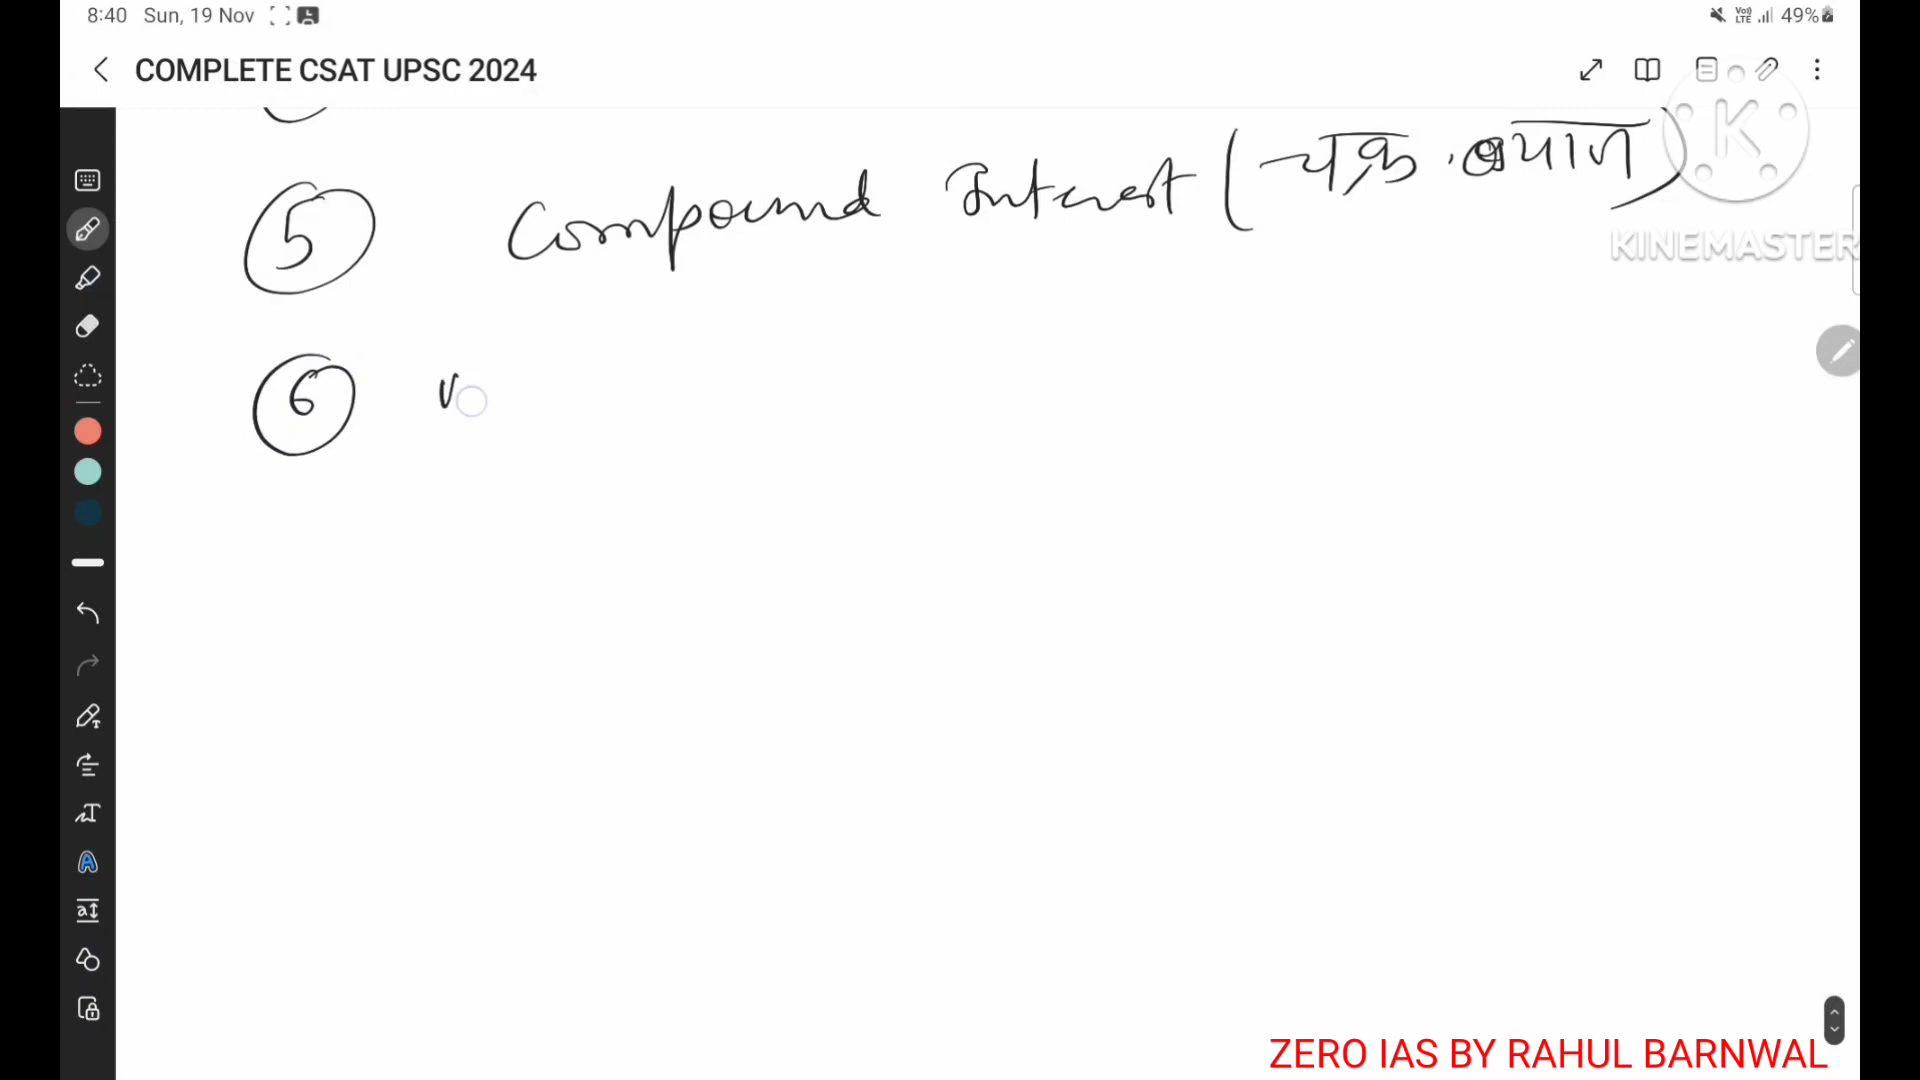 8:40 Sun, 19 Nov 49%
COMPLETE CSAT UPSC 2024
5 Compound Interest (चक्र. ब्याज)
KINEMASTER
6
ZERO IAS BY RAHUL BARNWAL